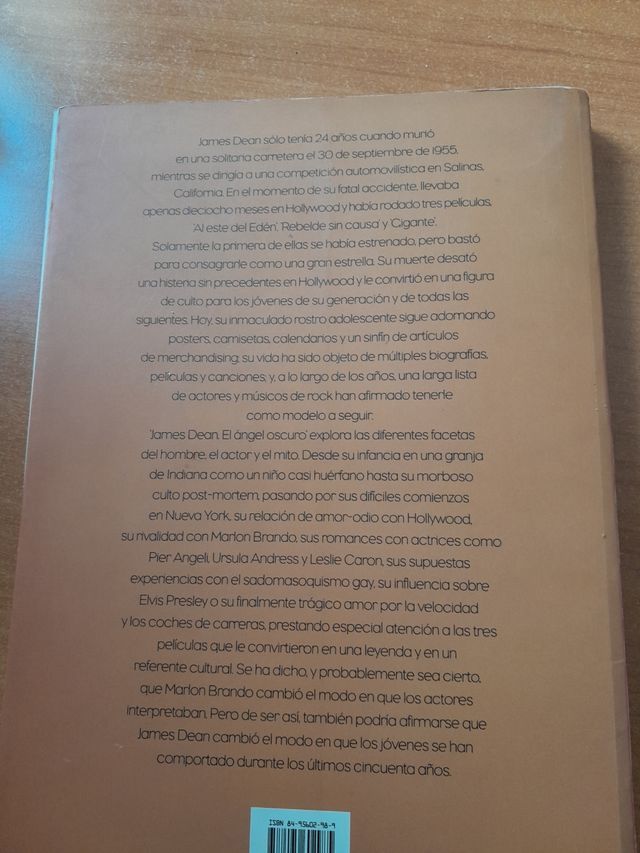 James Dean sólo tenía 24 años cuando murió
en una solitaria carretera el 30 de septiembre de 1955,
mientras se dirigía a una competición automovilística en Salinas,
California. En el momento de su fatal accidente, llevaba
apenas dieciocho meses en Hollywood y había rodado tres películas,
'Al este del Edén', 'Rebelde sin causa' y 'Gigante'.
Solamente la primera de ellas se había estrenado, pero bastó
para consagrarle como una gran estrella. Su muerte desató
una histeria sin precedentes en Hollywood y le convirtió en una figura
de culto para los jóvenes de su generación y de todas las
siguientes. Hoy, su inmaculado rostro adolescente sigue adornando
posters, camisetas, calendarios y un sinfín de artículos
de merchandising; su vida ha sido objeto de múltiples biografías,
películas y canciones; y, a lo largo de los años, una larga lista
de actores y músicos de rock han afirmado tenerle
como modelo a seguir.
'James Dean. El ángel oscuro' explora las diferentes facetas
del hombre, el actor y el mito. Desde su infancia en una granja
de Indiana como un niño casi huérfano hasta su morboso
culto post-mortem, pasando por sus difíciles comienzos
en Nueva York, su relación de amor-odio con Hollywood,
su rivalidad con Marlon Brando, sus romances con actrices como
Pier Angeli, Ursula Andress y Leslie Caron, sus supuestas
experiencias con el sadomasoquismo gay, su influencia sobre
Elvis Presley o su finalmente trágico amor por la velocidad
y los coches de carreras, prestando especial atención a las tres
películas que le convirtieron en una leyenda y en un
referente cultural. Se ha dicho, y probablemente sea cierto,
que Marlon Brando cambió el modo en que los actores
interpretaban. Pero de ser así, también podría afirmarse que
James Dean cambió el modo en que los jóvenes se han
comportado durante los últimos cincuenta años.
ISBN 84-95602-98-9